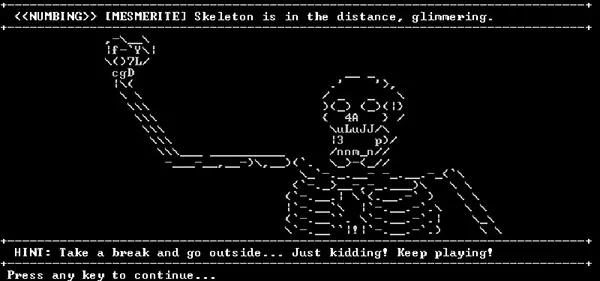 <<NUMBING>> [MESMERITE] Skeleton is in the distance, glimmering.
HINT: Take a break and go outside... Just kidding! Keep playing!
Press any key to continue...